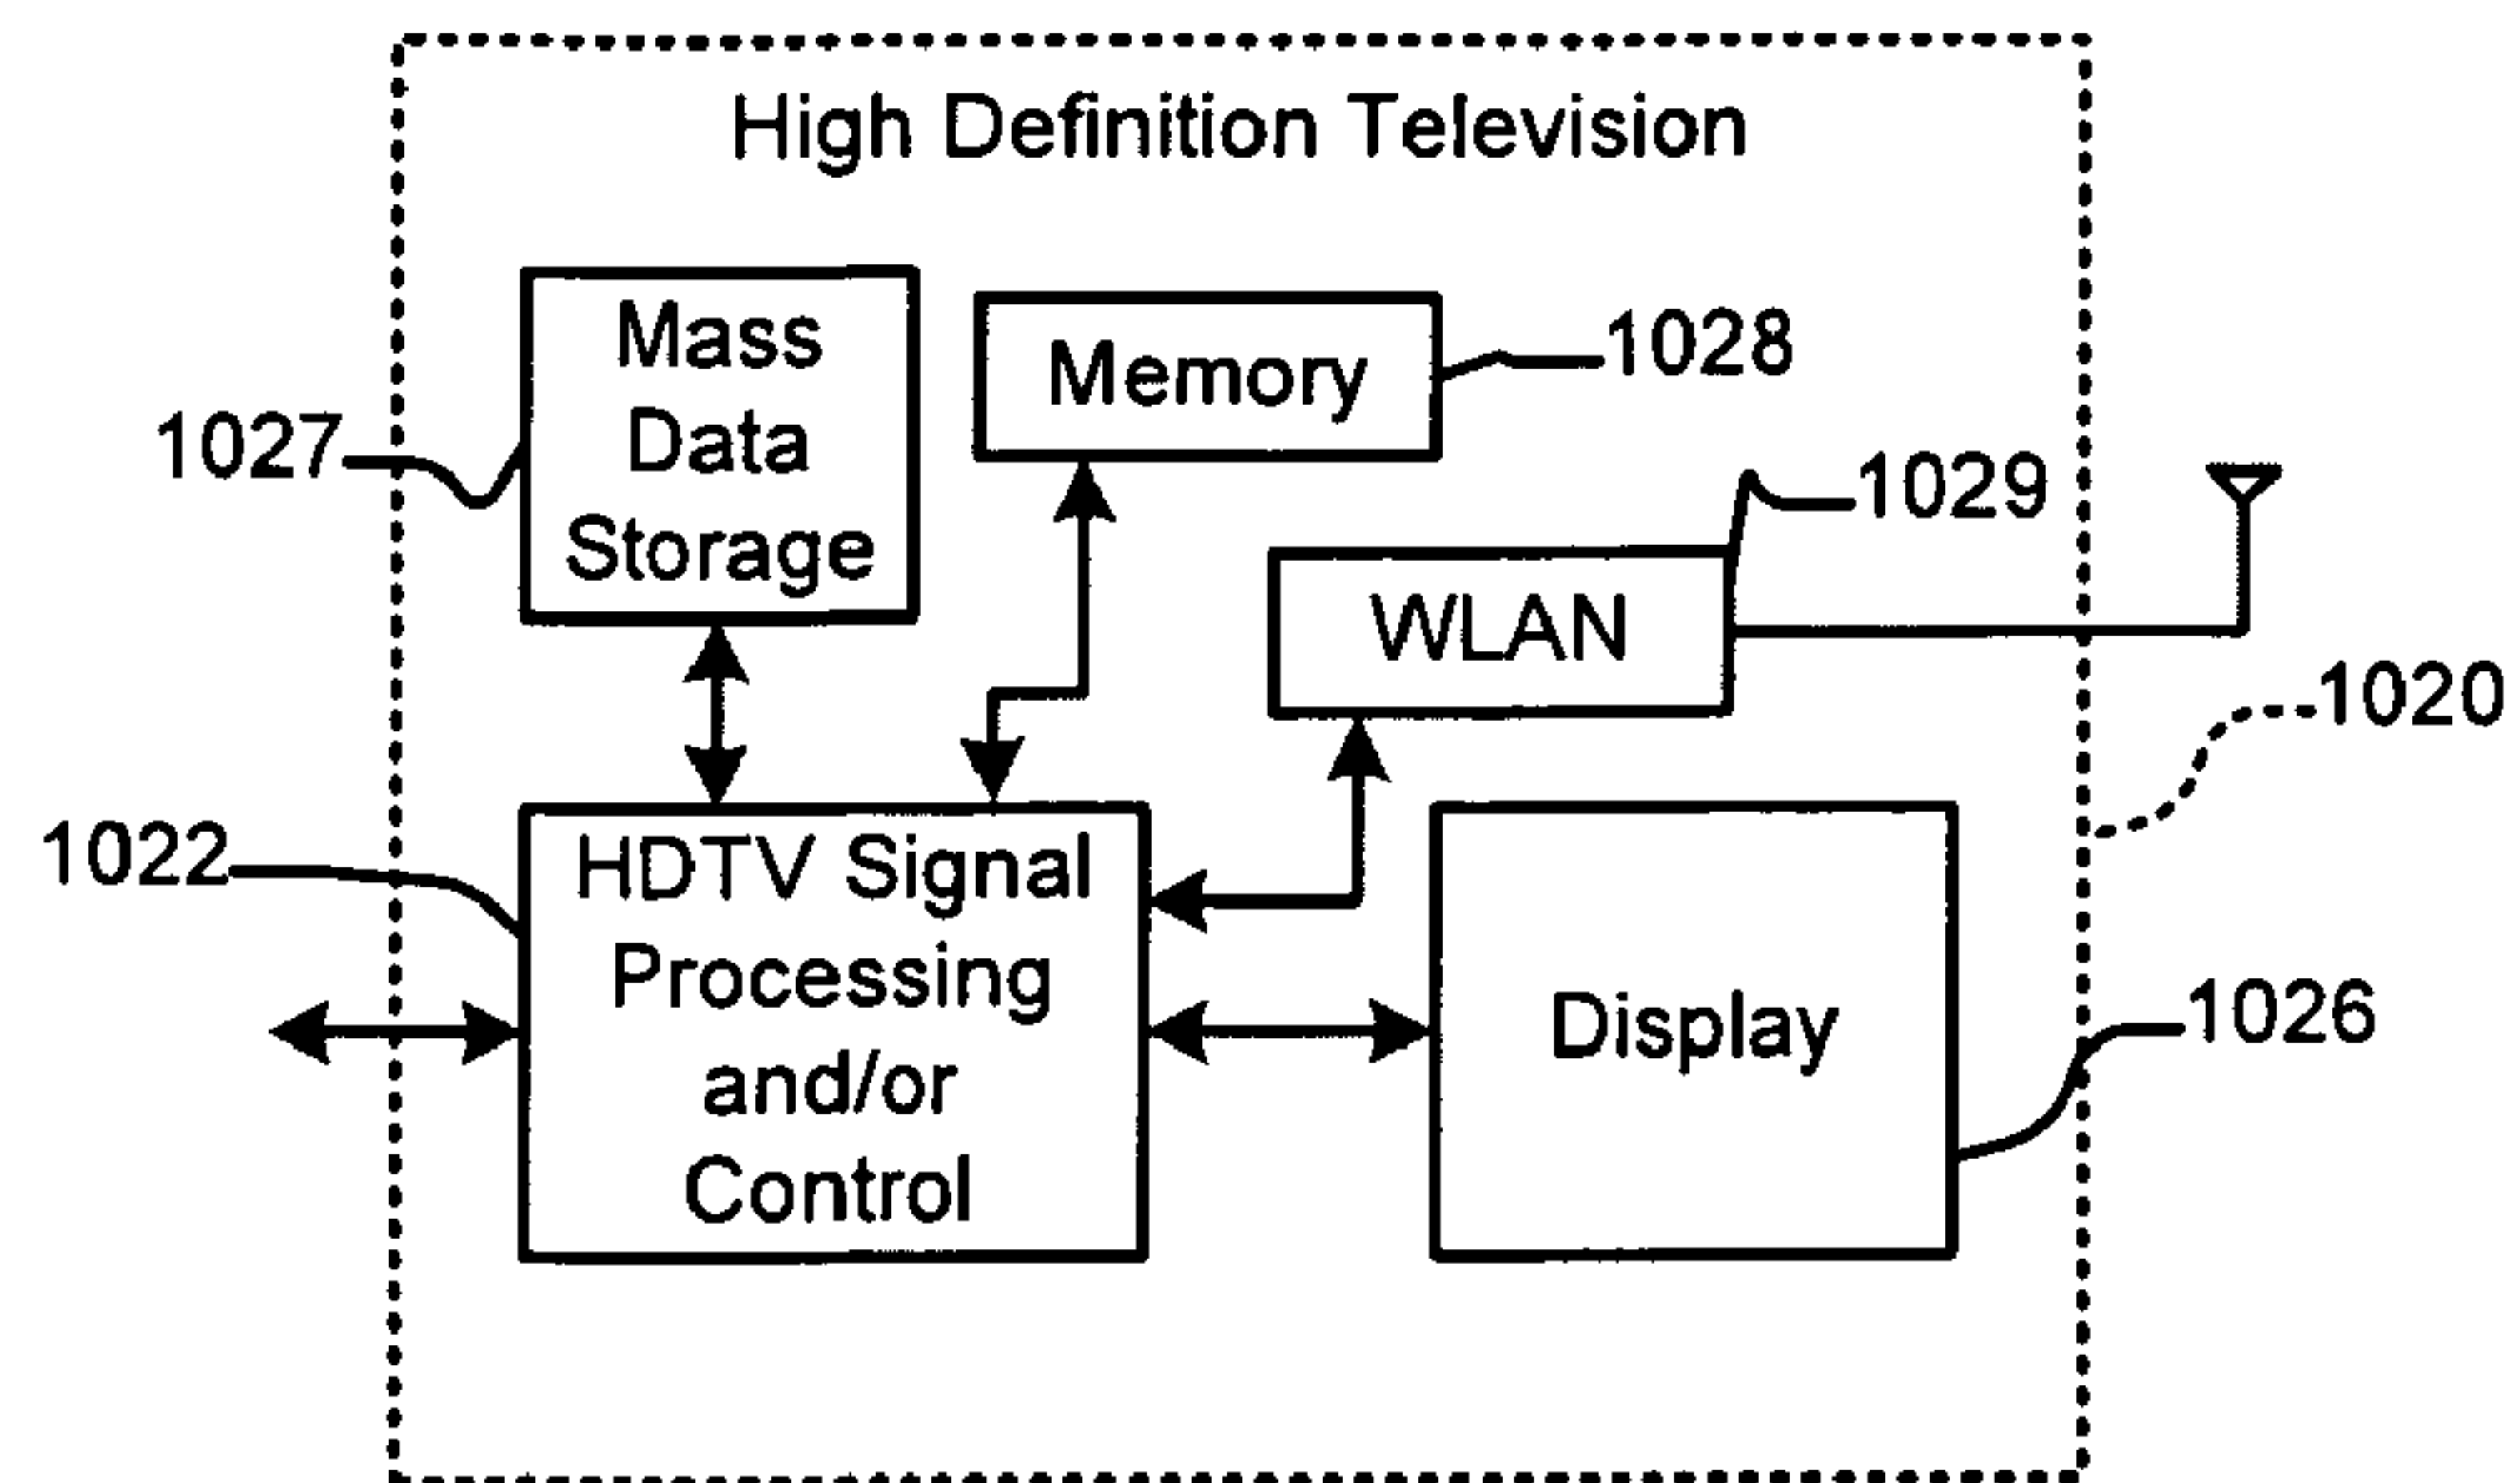 High Definition Television
Mass
Data
Storage
Memory
1028
1027
1029
WLAN
1020
1022
HDTV Signal
Processing
and/or
Control
Display
1026